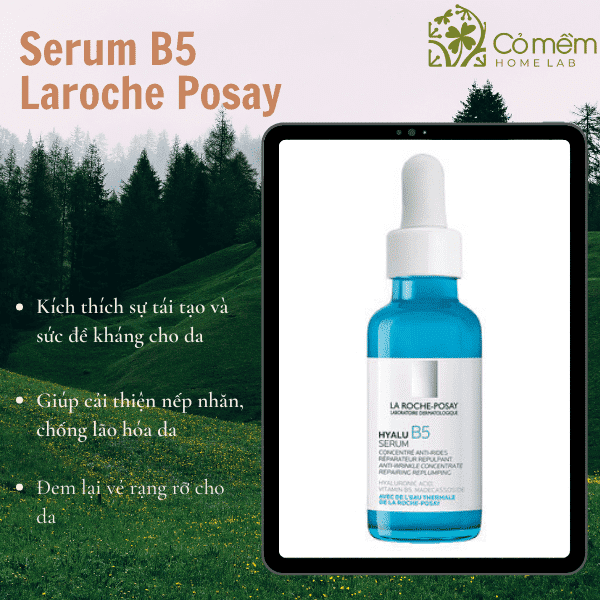 Serum B5
Laroche Posay
Cỏ mềm
HOME LAB
Kích thích sự tái tạo và
sức đề kháng cho da
Giúp cải thiện nếp nhăn,
chống lão hóa da
Đem lại vẻ rạng rỡ cho
da
LA ROCHE-POSAY
LABORATOIRE DERMATOLOGIQUE
HYALU B5
SERUM
CONCENTRÉ ANTI-RIDES
RÉPARATEUR REPULPANT
ANTI-WRINKLE CONCENTRATE
REPAIRING REPLUMPING
HYALURONIC ACID
VITAMIN B5. MADECASSOSIDE
AVEC DE L'EAU THERMALE
DE LA ROCHE-POSAY